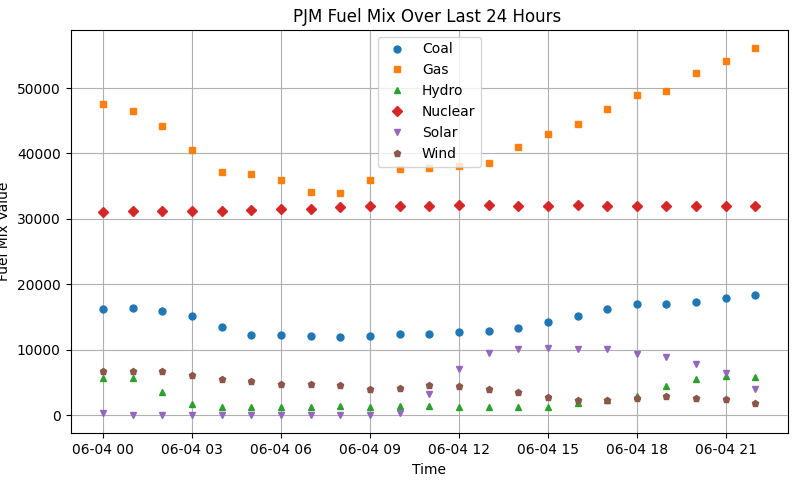 PJM Fuel Mix Over Last 24 Hours
Coal
Gas
Hydro
Nuclear
Solar
Wind
Fuel Mix Value
50000
40000
30000
20000
10000
0
06-04 00 06-04 03 06-04 06 06-04 09 06-04 12 06-04 15 06-04 18 06-04 21
Time